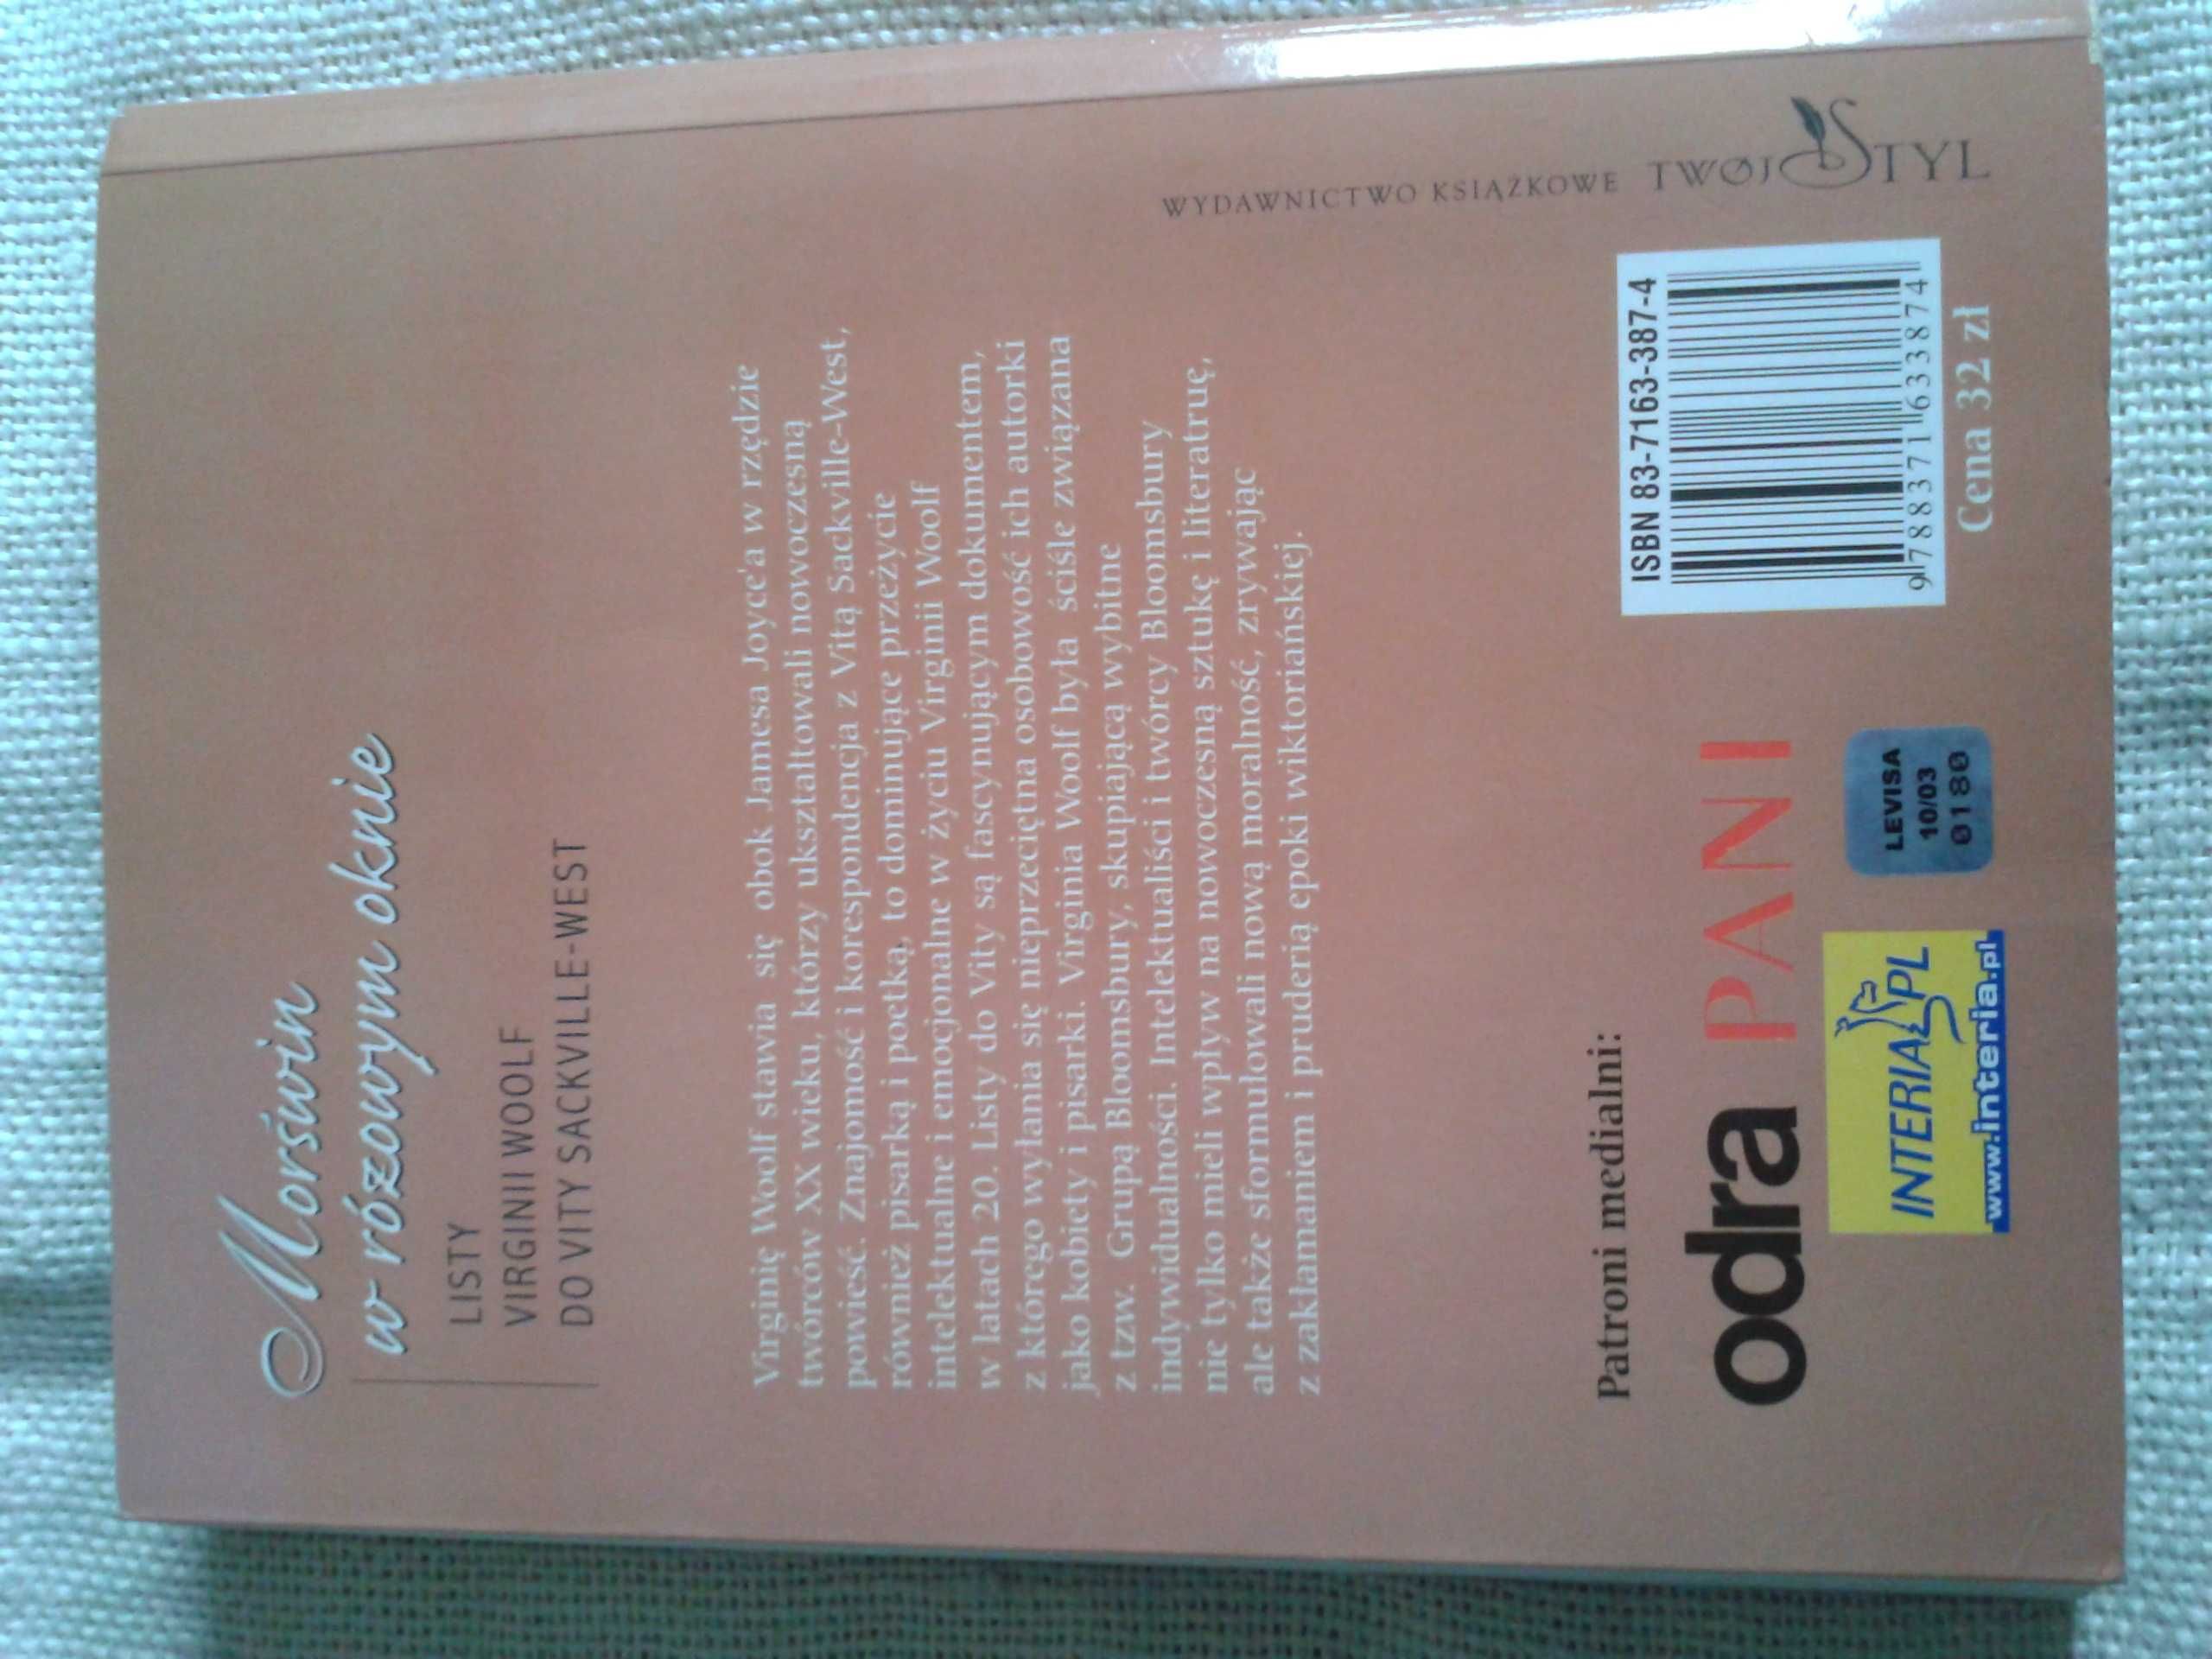 Morświn
w różowym oknie
LISTY
VIRGINII WOOLF
DO VITY SACKVILLE-WEST
Virginię Woolf stawia się obok Jamesa Joyce'a w rzędzie
twórców XX wieku, którzy ukształtowali nowoczesną
powieść. Znajomość i korespondencja z Vitą Sackville-West,
również pisarką i poetką, to dominujące przeżycie
intelektualne i emocjonalne w życiu Virginii Woolf
w latach 20. Listy do Vity są fascynującym dokumentem,
z którego wyłania się nieprzeciętna osobowość ich autorki
jako kobiety i pisarki. Virginia Woolf była ściśle związana
z tzw. Grupą Bloomsbury, skupiającą wybitne
indywidualności. Intelektualiści i twórcy Bloomsbury
nie tylko mieli wpływ na nowoczesną sztukę i literatruę,
ale także sformułowali nową moralność, zrywając
z zakłamaniem i pruderią epoki wiktoriańskiej.
Patroni medialni:
odra PANI
INTERIA.PL
www.interia.pl
LEVISA
10/03
01180
ISBN 83-7163-387-4
9788371633874
Cena 32 zł
WYDAWNICTWO KSIĄŻKOWE TWÓJ STYL